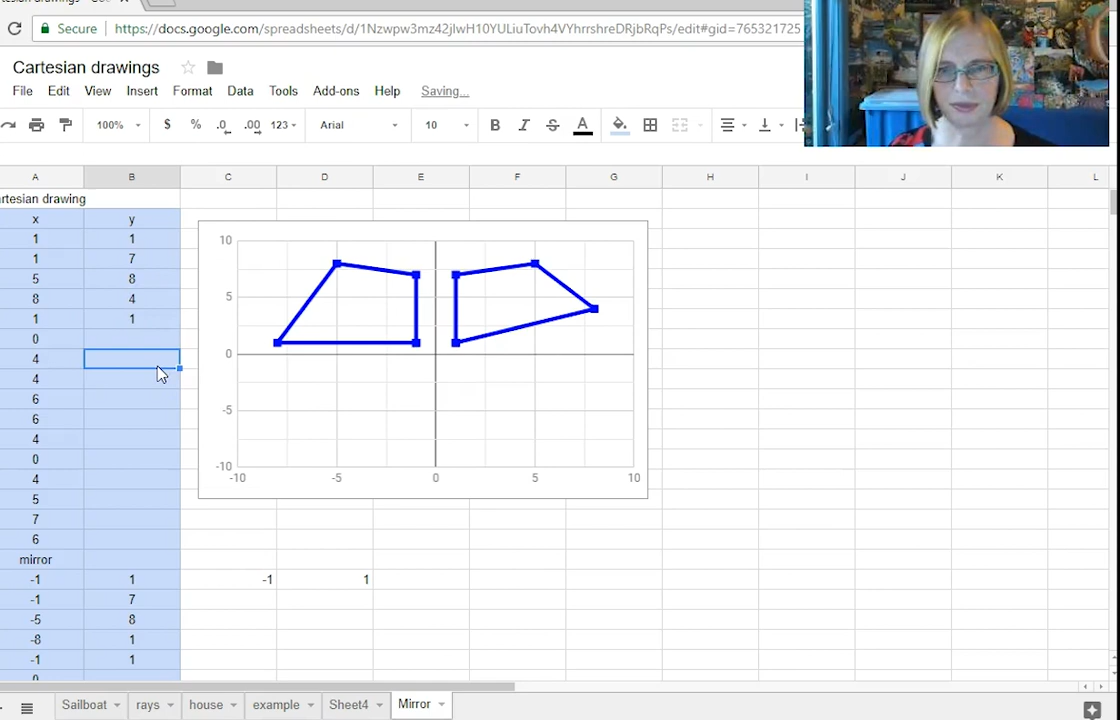 Secure https://docs.google.com/spreadsheets/d/1Nzwpw3mz42jlwH10YULiuTovh4VYhrrshreDRjbRqPs/edit#gid=765321725
Cartesian drawings
File Edit View Insert Format Data Tools Add-ons Help Saving...
100% $ % .0 .00 123 Arial 10 B I S A
A B C D E F G H I J K L
rtesian drawing
x y
1 1
1 7
5 8
8 4
1 1
0
4
4
6
6
4
0
4
5
7
6
mirror
-1 1 -1 1
-1 7
-5 8
-8 1
-1 1
10
5
0
-5
-10
-10 -5 0 5 10
Sailboat rays house example Sheet4 Mirror